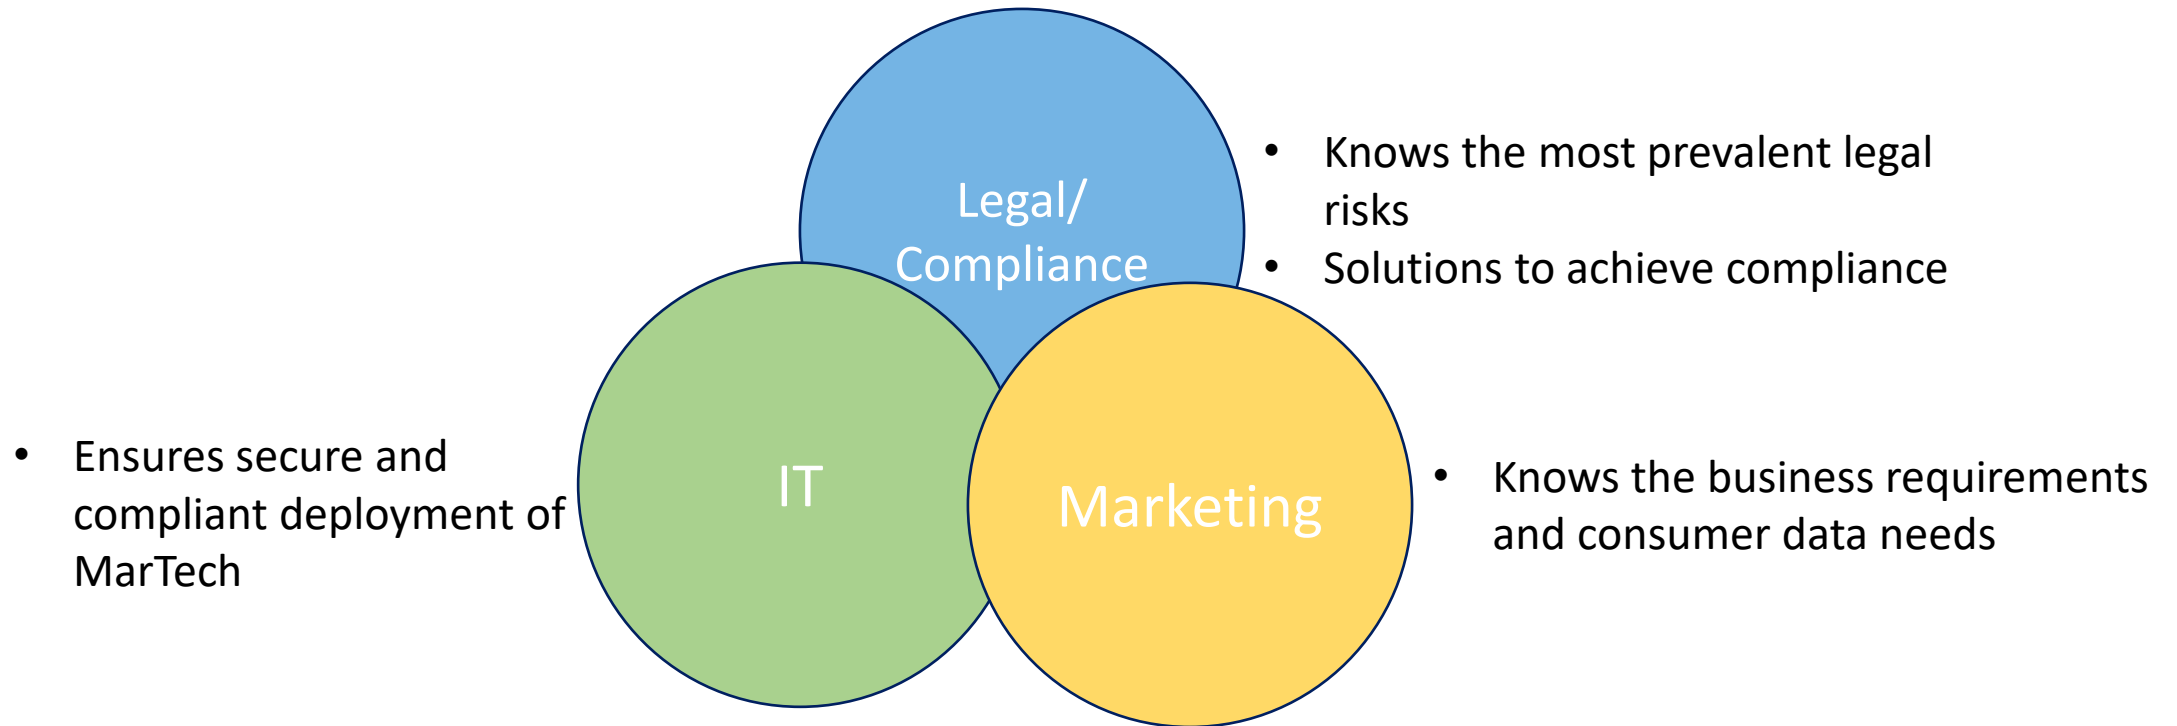 Legal/
Compliance
• Knows the most prevalent legal
risks
• Solutions to achieve compliance
• Ensures secure and
compliant deployment of
MarTech
IT
Marketing
• Knows the business requirements
and consumer data needs